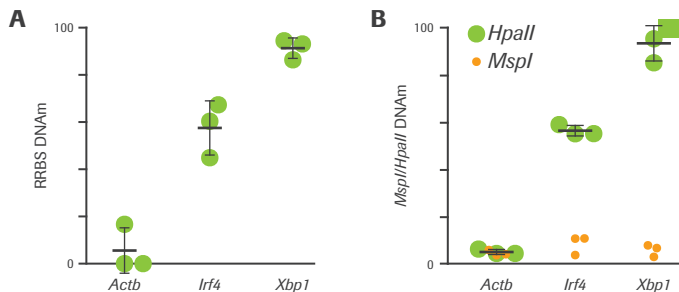 A
100
RRBS DNAm
0
Actb Irf4 Xbp1
B
100
HpaII
MspI
MspI/HpaII DNAm
0
Actb Irf4 Xbp1